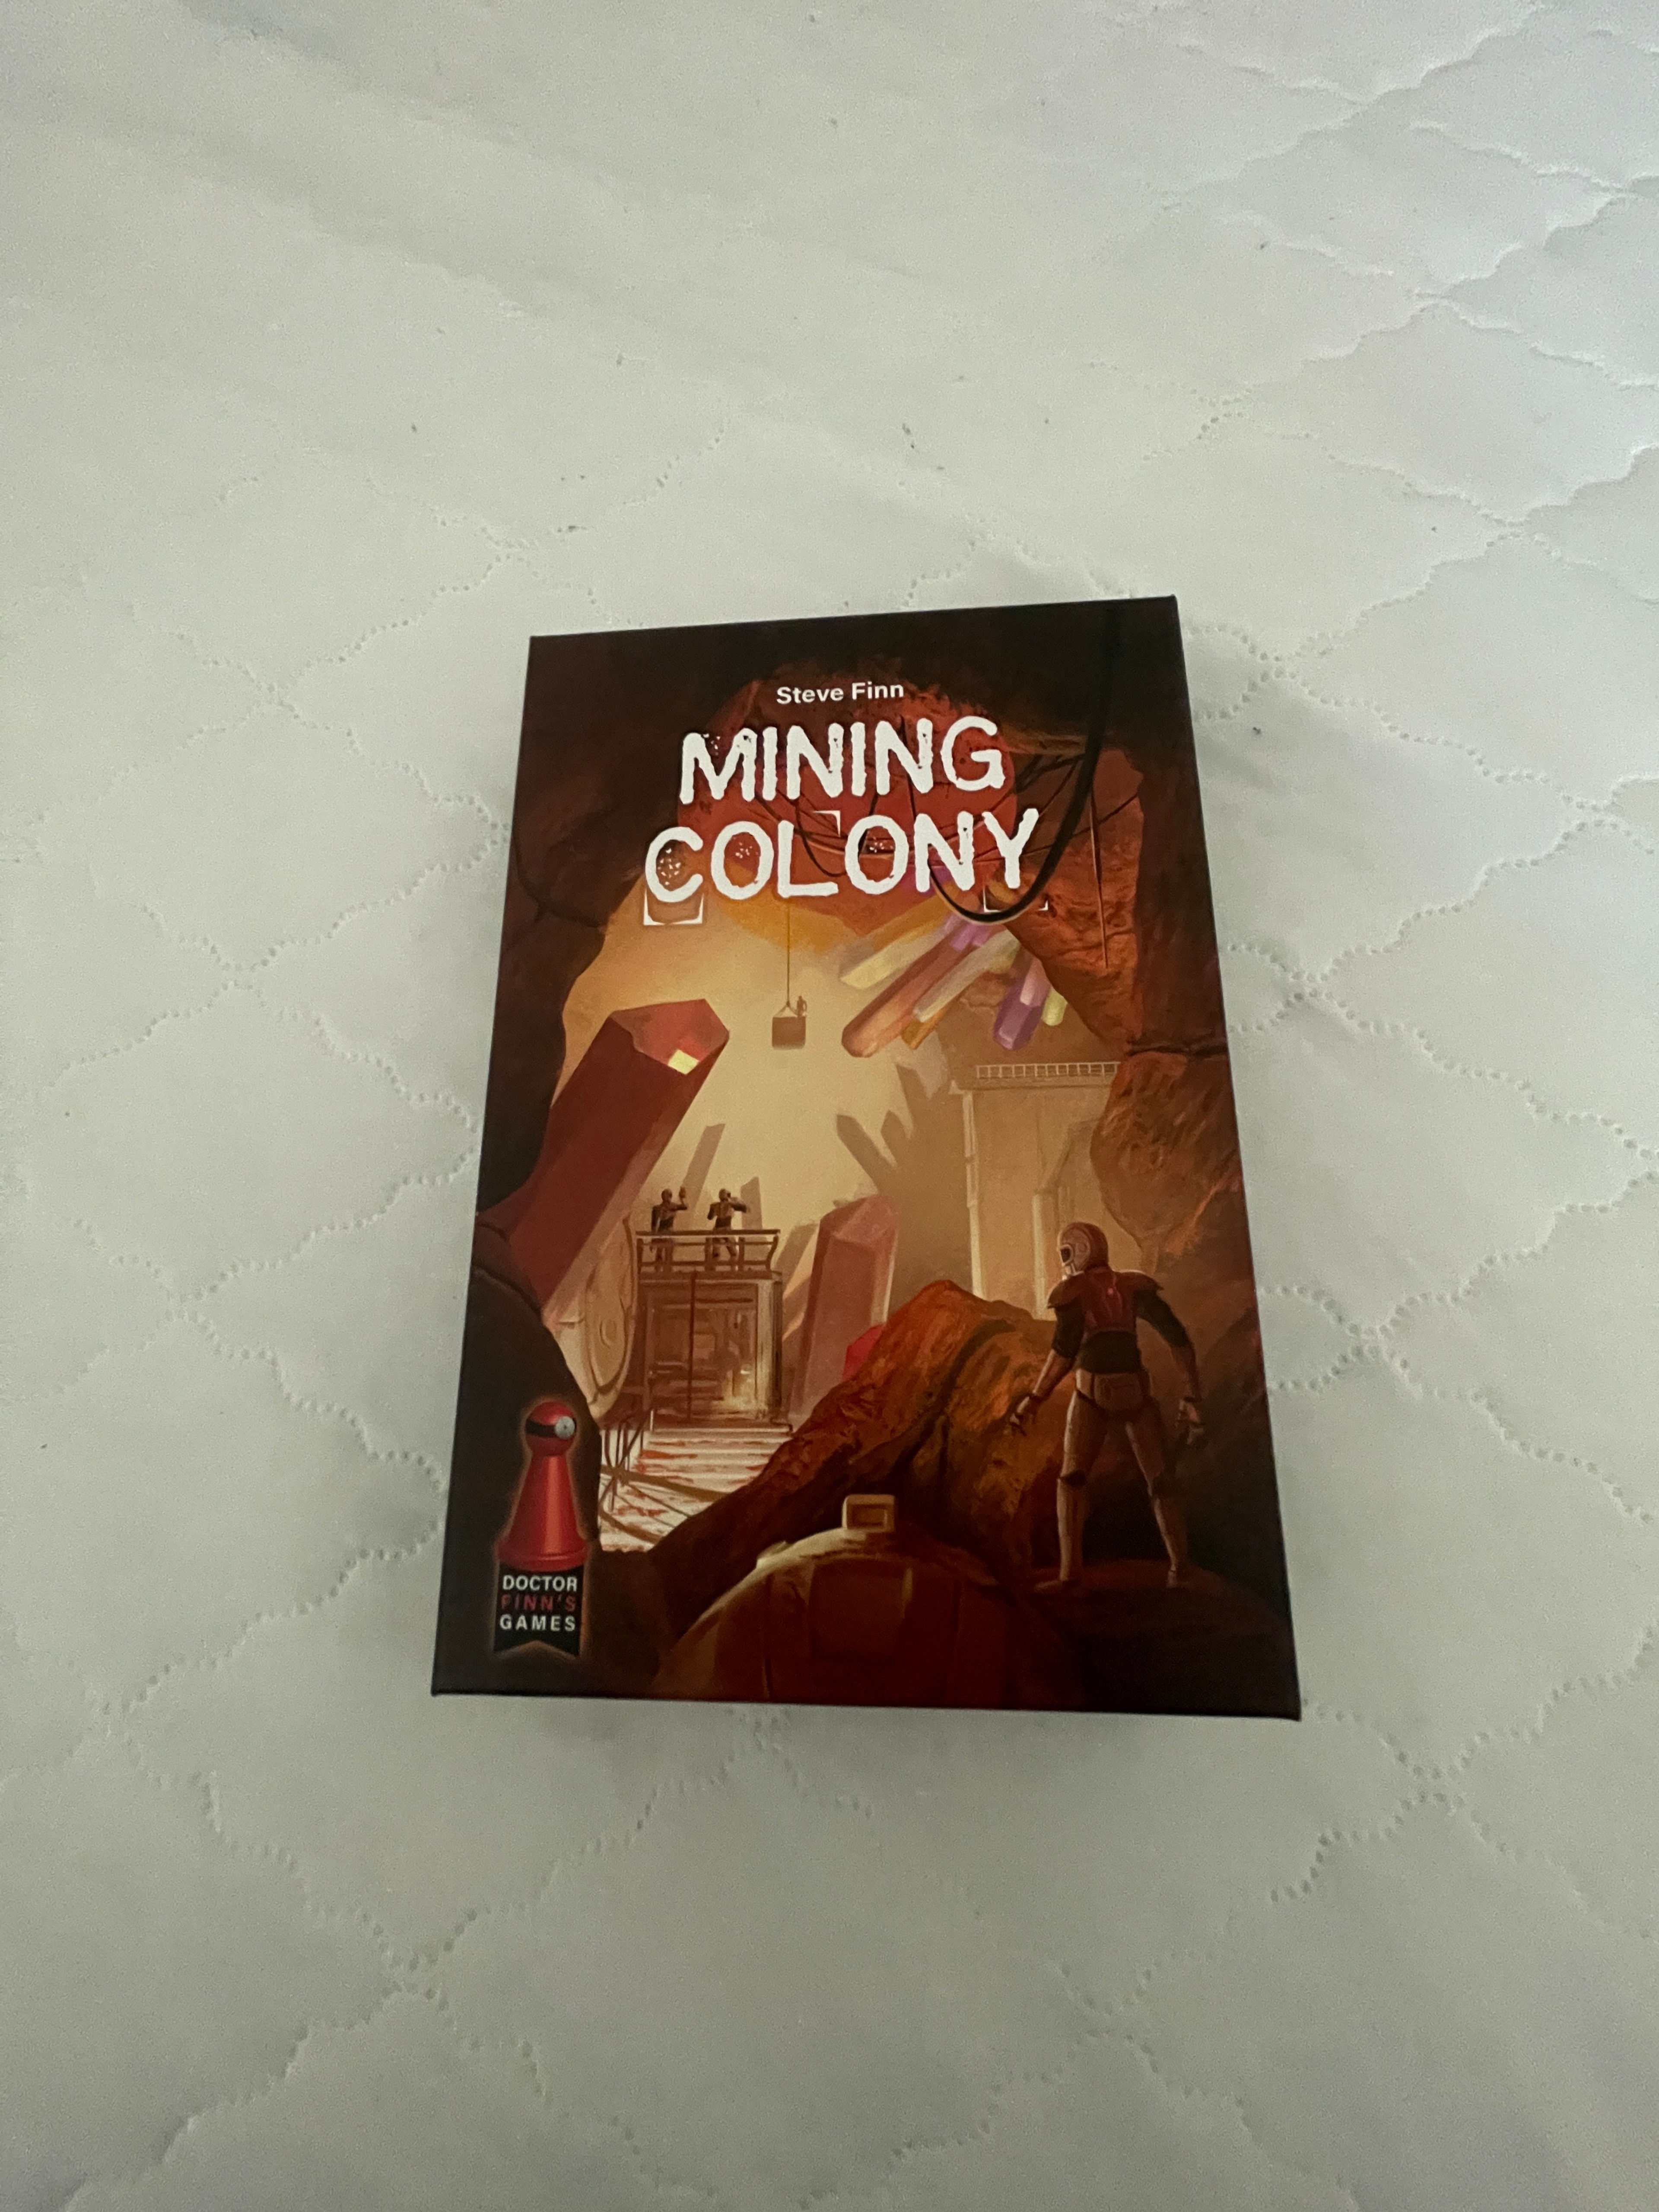 Steve Finn
MINING
COLONY
DOCTOR
FINN'S
GAMES